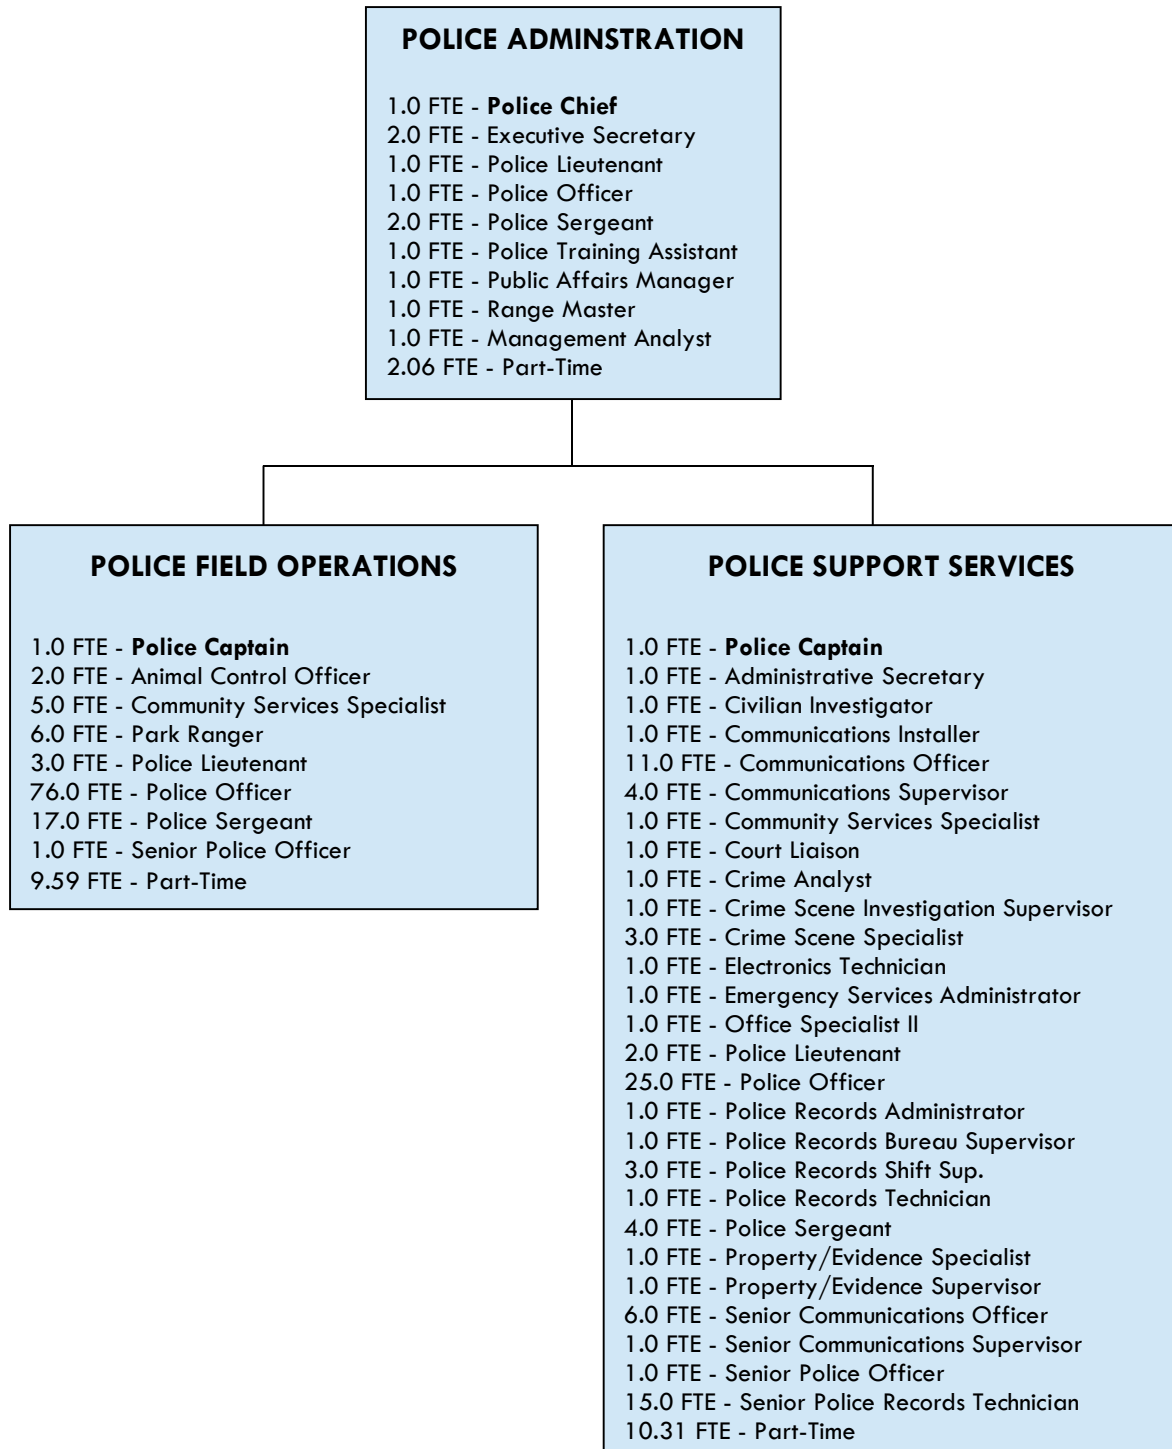 POLICE ADMINSTRATION
1.0 FTE - Police Chief
2.0 FTE - Executive Secretary
1.0 FTE - Police Lieutenant
1.0 FTE - Police Officer
2.0 FTE - Police Sergeant
1.0 FTE - Police Training Assistant
1.0 FTE - Public Affairs Manager
1.0 FTE - Range Master
1.0 FTE - Management Analyst
2.06 FTE - Part-Time
POLICE FIELD OPERATIONS
1.0 FTE - Police Captain
2.0 FTE - Animal Control Officer
5.0 FTE - Community Services Specialist
6.0 FTE - Park Ranger
3.0 FTE - Police Lieutenant
76.0 FTE - Police Officer
17.0 FTE - Police Sergeant
1.0 FTE - Senior Police Officer
9.59 FTE - Part-Time
POLICE SUPPORT SERVICES
1.0 FTE - Police Captain
1.0 FTE - Administrative Secretary
1.0 FTE - Civilian Investigator
1.0 FTE - Communications Installer
11.0 FTE - Communications Officer
4.0 FTE - Communications Supervisor
1.0 FTE - Community Services Specialist
1.0 FTE - Court Liaison
1.0 FTE - Crime Analyst
1.0 FTE - Crime Scene Investigation Supervisor
3.0 FTE - Crime Scene Specialist
1.0 FTE - Electronics Technician
1.0 FTE - Emergency Services Administrator
1.0 FTE - Office Specialist II
2.0 FTE - Police Lieutenant
25.0 FTE - Police Officer
1.0 FTE - Police Records Administrator
1.0 FTE - Police Records Bureau Supervisor
3.0 FTE - Police Records Shift Sup.
1.0 FTE - Police Records Technician
4.0 FTE - Police Sergeant
1.0 FTE - Property/Evidence Specialist
1.0 FTE - Property/Evidence Supervisor
6.0 FTE - Senior Communications Officer
1.0 FTE - Senior Communications Supervisor
1.0 FTE - Senior Police Officer
15.0 FTE - Senior Police Records Technician
10.31 FTE - Part-Time